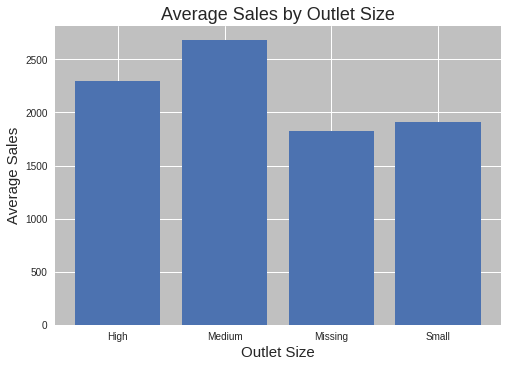 Average Sales by Outlet Size
Average Sales
2500
2000
1500
1000
500
0
High Medium Missing Small
Outlet Size